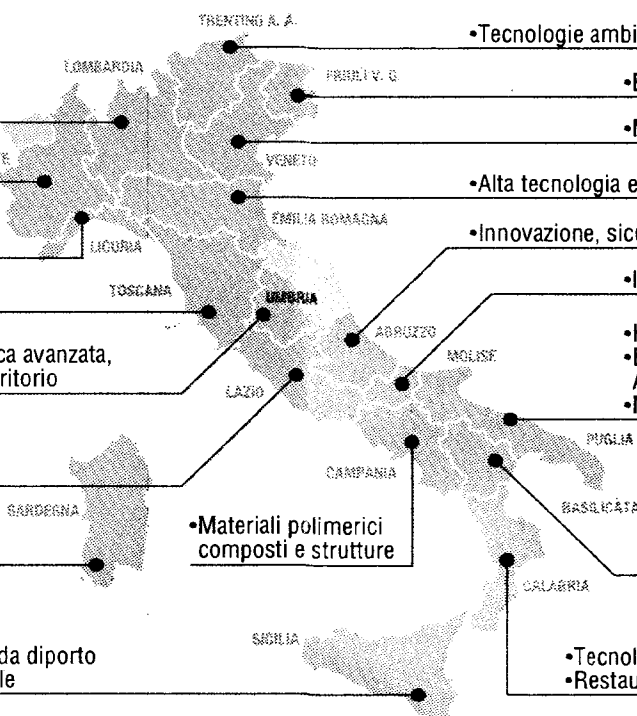 TRENTINO A. A.
•Tecnologie ambi
LOMBARDIA
FRIULI V. G.
VENETO
•Alta tecnologia e
EMILIA ROMAGNA
•Innovazione, sic
LIGURIA
TOSCANA
UMBRIA
ABRUZZO
MOLISE
ca avanzata,
ritorio
LAZIO
PUGLIA
CAMPANIA
SARDEGNA
BASILICATA
•Materiali polimerici
composti e strutture
CALABRIA
SICILIA
da diporto
le
•Tecnol
•Restau